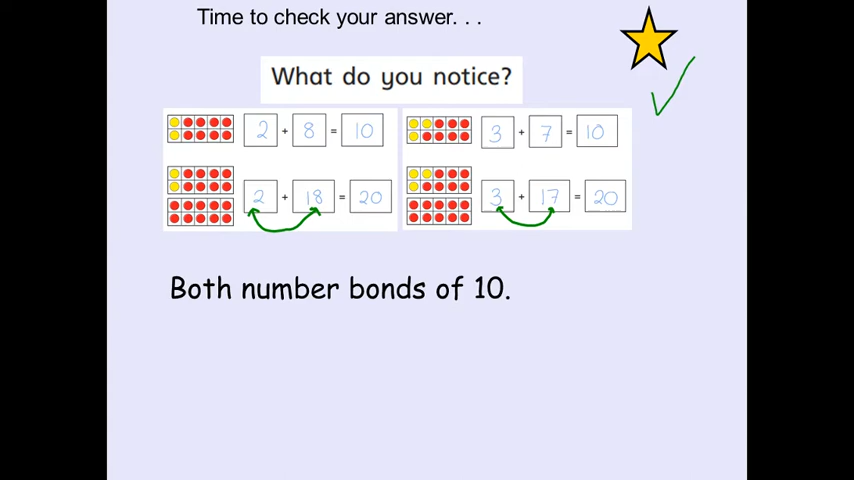 Time to check your answer. . .
What do you notice?
2 + 8 = 10
3 + 7 = 10
2 + 18 = 20
3 + 17 = 20
Both number bonds of 10.